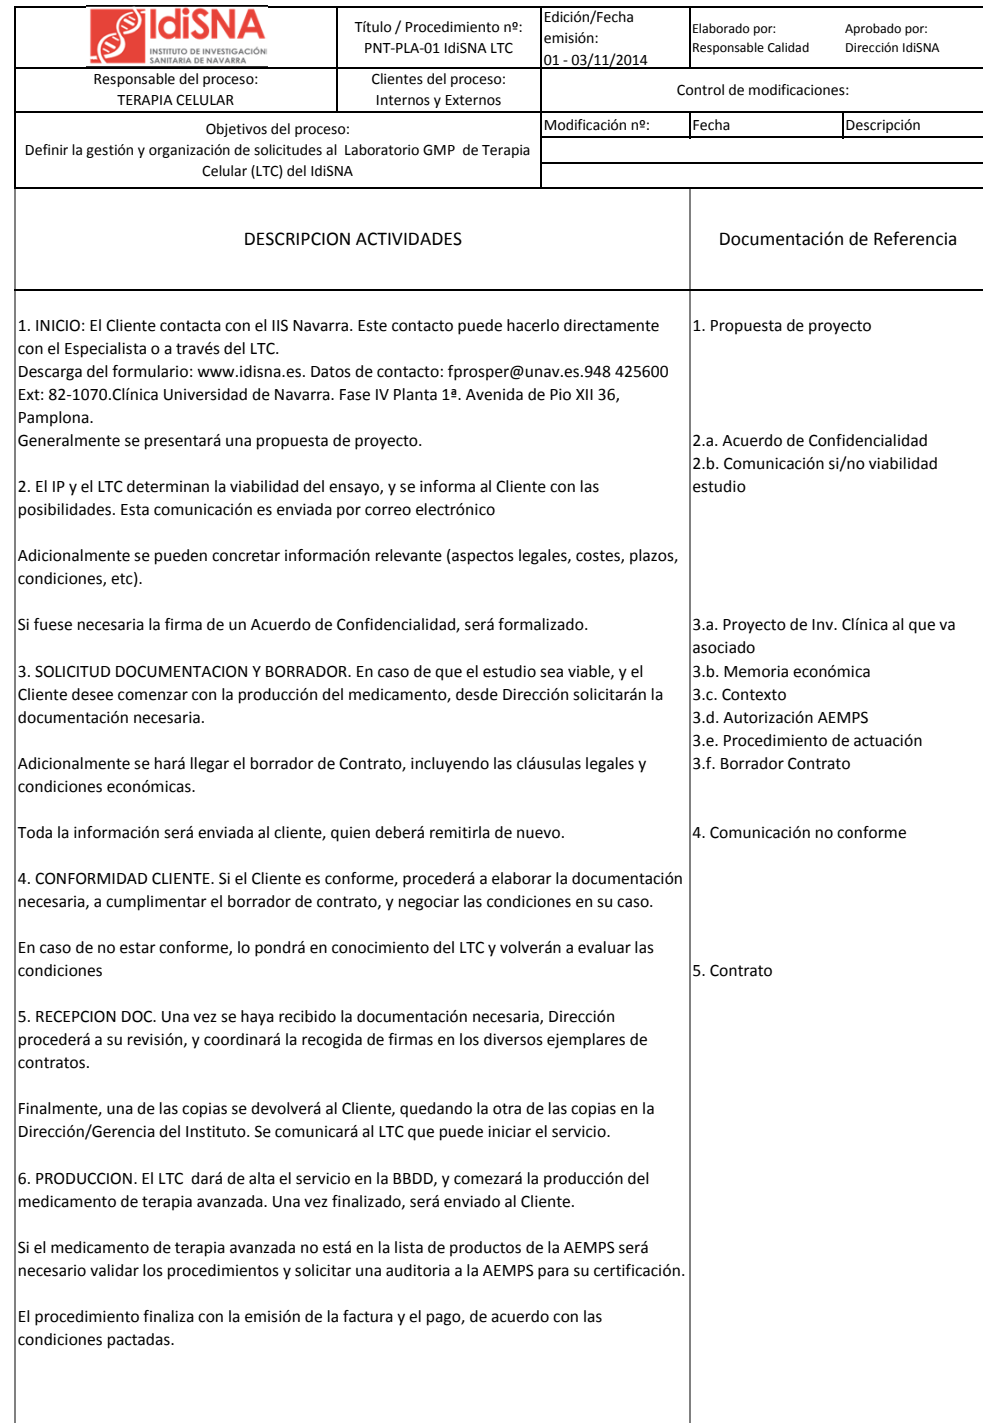 IdiSNA
INSTITUTO DE INVESTIGACIÓN
SANITARIA DE NAVARRA
Título / Procedimiento nº:
PNT-PLA-01 IdiSNA LTC
Edición/Fecha
emisión:
01 - 03/11/2014
Elaborado por:
Responsable Calidad
Aprobado por:
Dirección IdiSNA
Responsable del proceso:
TERAPIA CELULAR
Clientes del proceso:
Internos y Externos
Control de modificaciones:
Objetivos del proceso:
Definir la gestión y organización de solicitudes al  Laboratorio GMP  de Terapia
Celular (LTC) del IdiSNA
Modificación nº:
Fecha
Descripción
DESCRIPCION ACTIVIDADES
Documentación de Referencia
1. INICIO: El Cliente contacta con el IIS Navarra. Este contacto puede hacerlo directamente
con el Especialista o a través del LTC.
Descarga del formulario: www.idisna.es. Datos de contacto: fprosper@unav.es.948 425600
Ext: 82-1070.Clínica Universidad de Navarra. Fase IV Planta 1ª. Avenida de Pio XII 36,
Pamplona.
Generalmente se presentará una propuesta de proyecto.
2. El IP y el LTC determinan la viabilidad del ensayo, y se informa al Cliente con las
posibilidades. Esta comunicación es enviada por correo electrónico
Adicionalmente se pueden concretar información relevante (aspectos legales, costes, plazos,
condiciones, etc).
Si fuese necesaria la firma de un Acuerdo de Confidencialidad, será formalizado.
3. SOLICITUD DOCUMENTACION Y BORRADOR. En caso de que el estudio sea viable, y el
Cliente desee comenzar con la producción del medicamento, desde Dirección solicitarán la
documentación necesaria.
Adicionalmente se hará llegar el borrador de Contrato, incluyendo las cláusulas legales y
condiciones económicas.
Toda la información será enviada al cliente, quien deberá remitirla de nuevo.
4. CONFORMIDAD CLIENTE. Si el Cliente es conforme, procederá a elaborar la documentación
necesaria, a cumplimentar el borrador de contrato, y negociar las condiciones en su caso.
En caso de no estar conforme, lo pondrá en conocimiento del LTC y volverán a evaluar las
condiciones
5. RECEPCION DOC. Una vez se haya recibido la documentación necesaria, Dirección
procederá a su revisión, y coordinará la recogida de firmas en los diversos ejemplares de
contratos.
Finalmente, una de las copias se devolverá al Cliente, quedando la otra de las copias en la
Dirección/Gerencia del Instituto. Se comunicará al LTC que puede iniciar el servicio.
6. PRODUCCION. El LTC  dará de alta el servicio en la BBDD, y comezará la producción del
medicamento de terapia avanzada. Una vez finalizado, será enviado al Cliente.
Si el medicamento de terapia avanzada no está en la lista de productos de la AEMPS será
necesario validar los procedimientos y solicitar una auditoria a la AEMPS para su certificación.
El procedimiento finaliza con la emisión de la factura y el pago, de acuerdo con las
condiciones pactadas.
1. Propuesta de proyecto
2.a. Acuerdo de Confidencialidad
2.b. Comunicación si/no viabilidad
estudio
3.a. Proyecto de Inv. Clínica al que va
asociado
3.b. Memoria económica
3.c. Contexto
3.d. Autorización AEMPS
3.e. Procedimiento de actuación
3.f. Borrador Contrato
4. Comunicación no conforme
5. Contrato